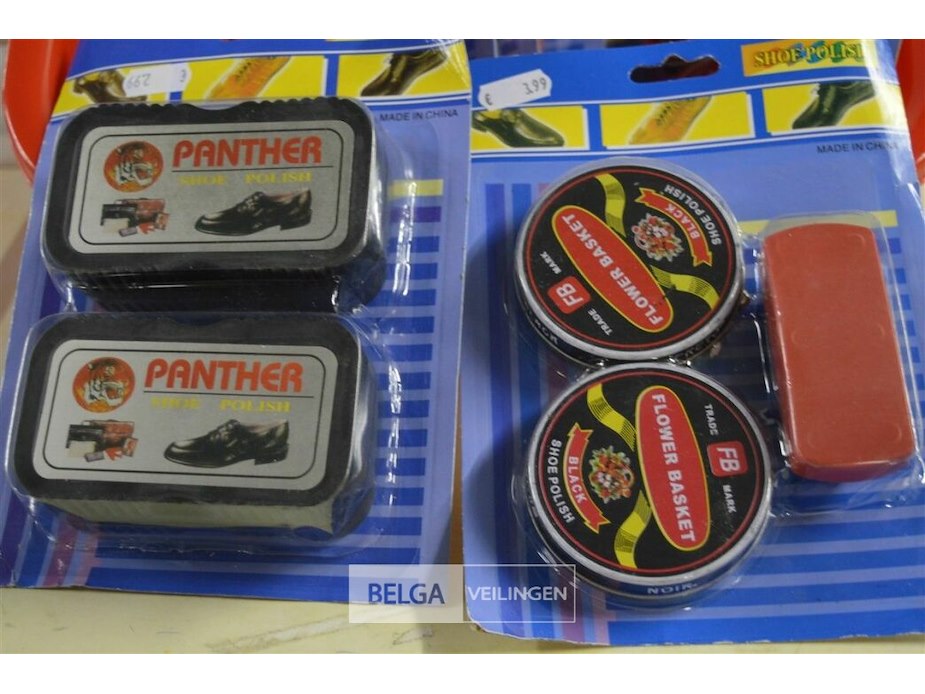 2.99 €
MADE IN CHINA
PANTHER
SHOE POLISH
PANTHER
SHOE POLISH
SHOE POLISH
€ 3.99
MADE IN CHINA
BLACK
SHOE POLISH
FLOWER BASKET
TRADE FB MARK
FLOWER BASKET
TRADE FB MARK
BLACK
SHOE POLISH
NOIR
BELGA VEILINGEN